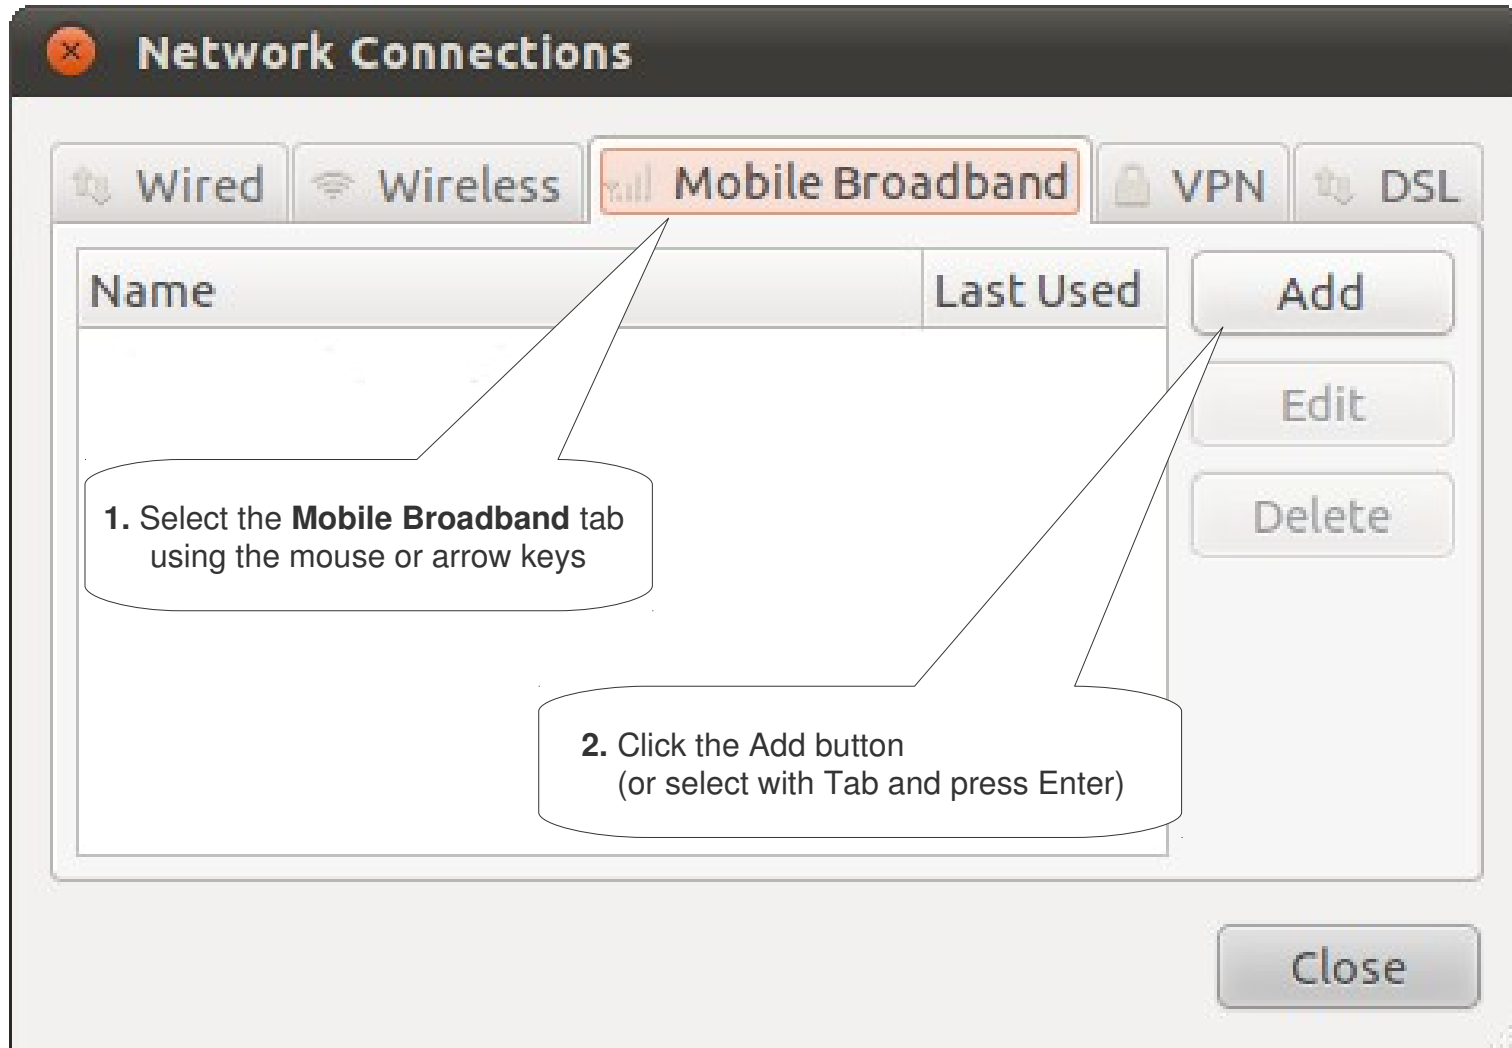 Network Connections
Wired Wireless Mobile Broadband VPN DSL
Name Last Used Add
Edit
Delete
1. Select the Mobile Broadband tab
using the mouse or arrow keys
2. Click the Add button
(or select with Tab and press Enter)
Close